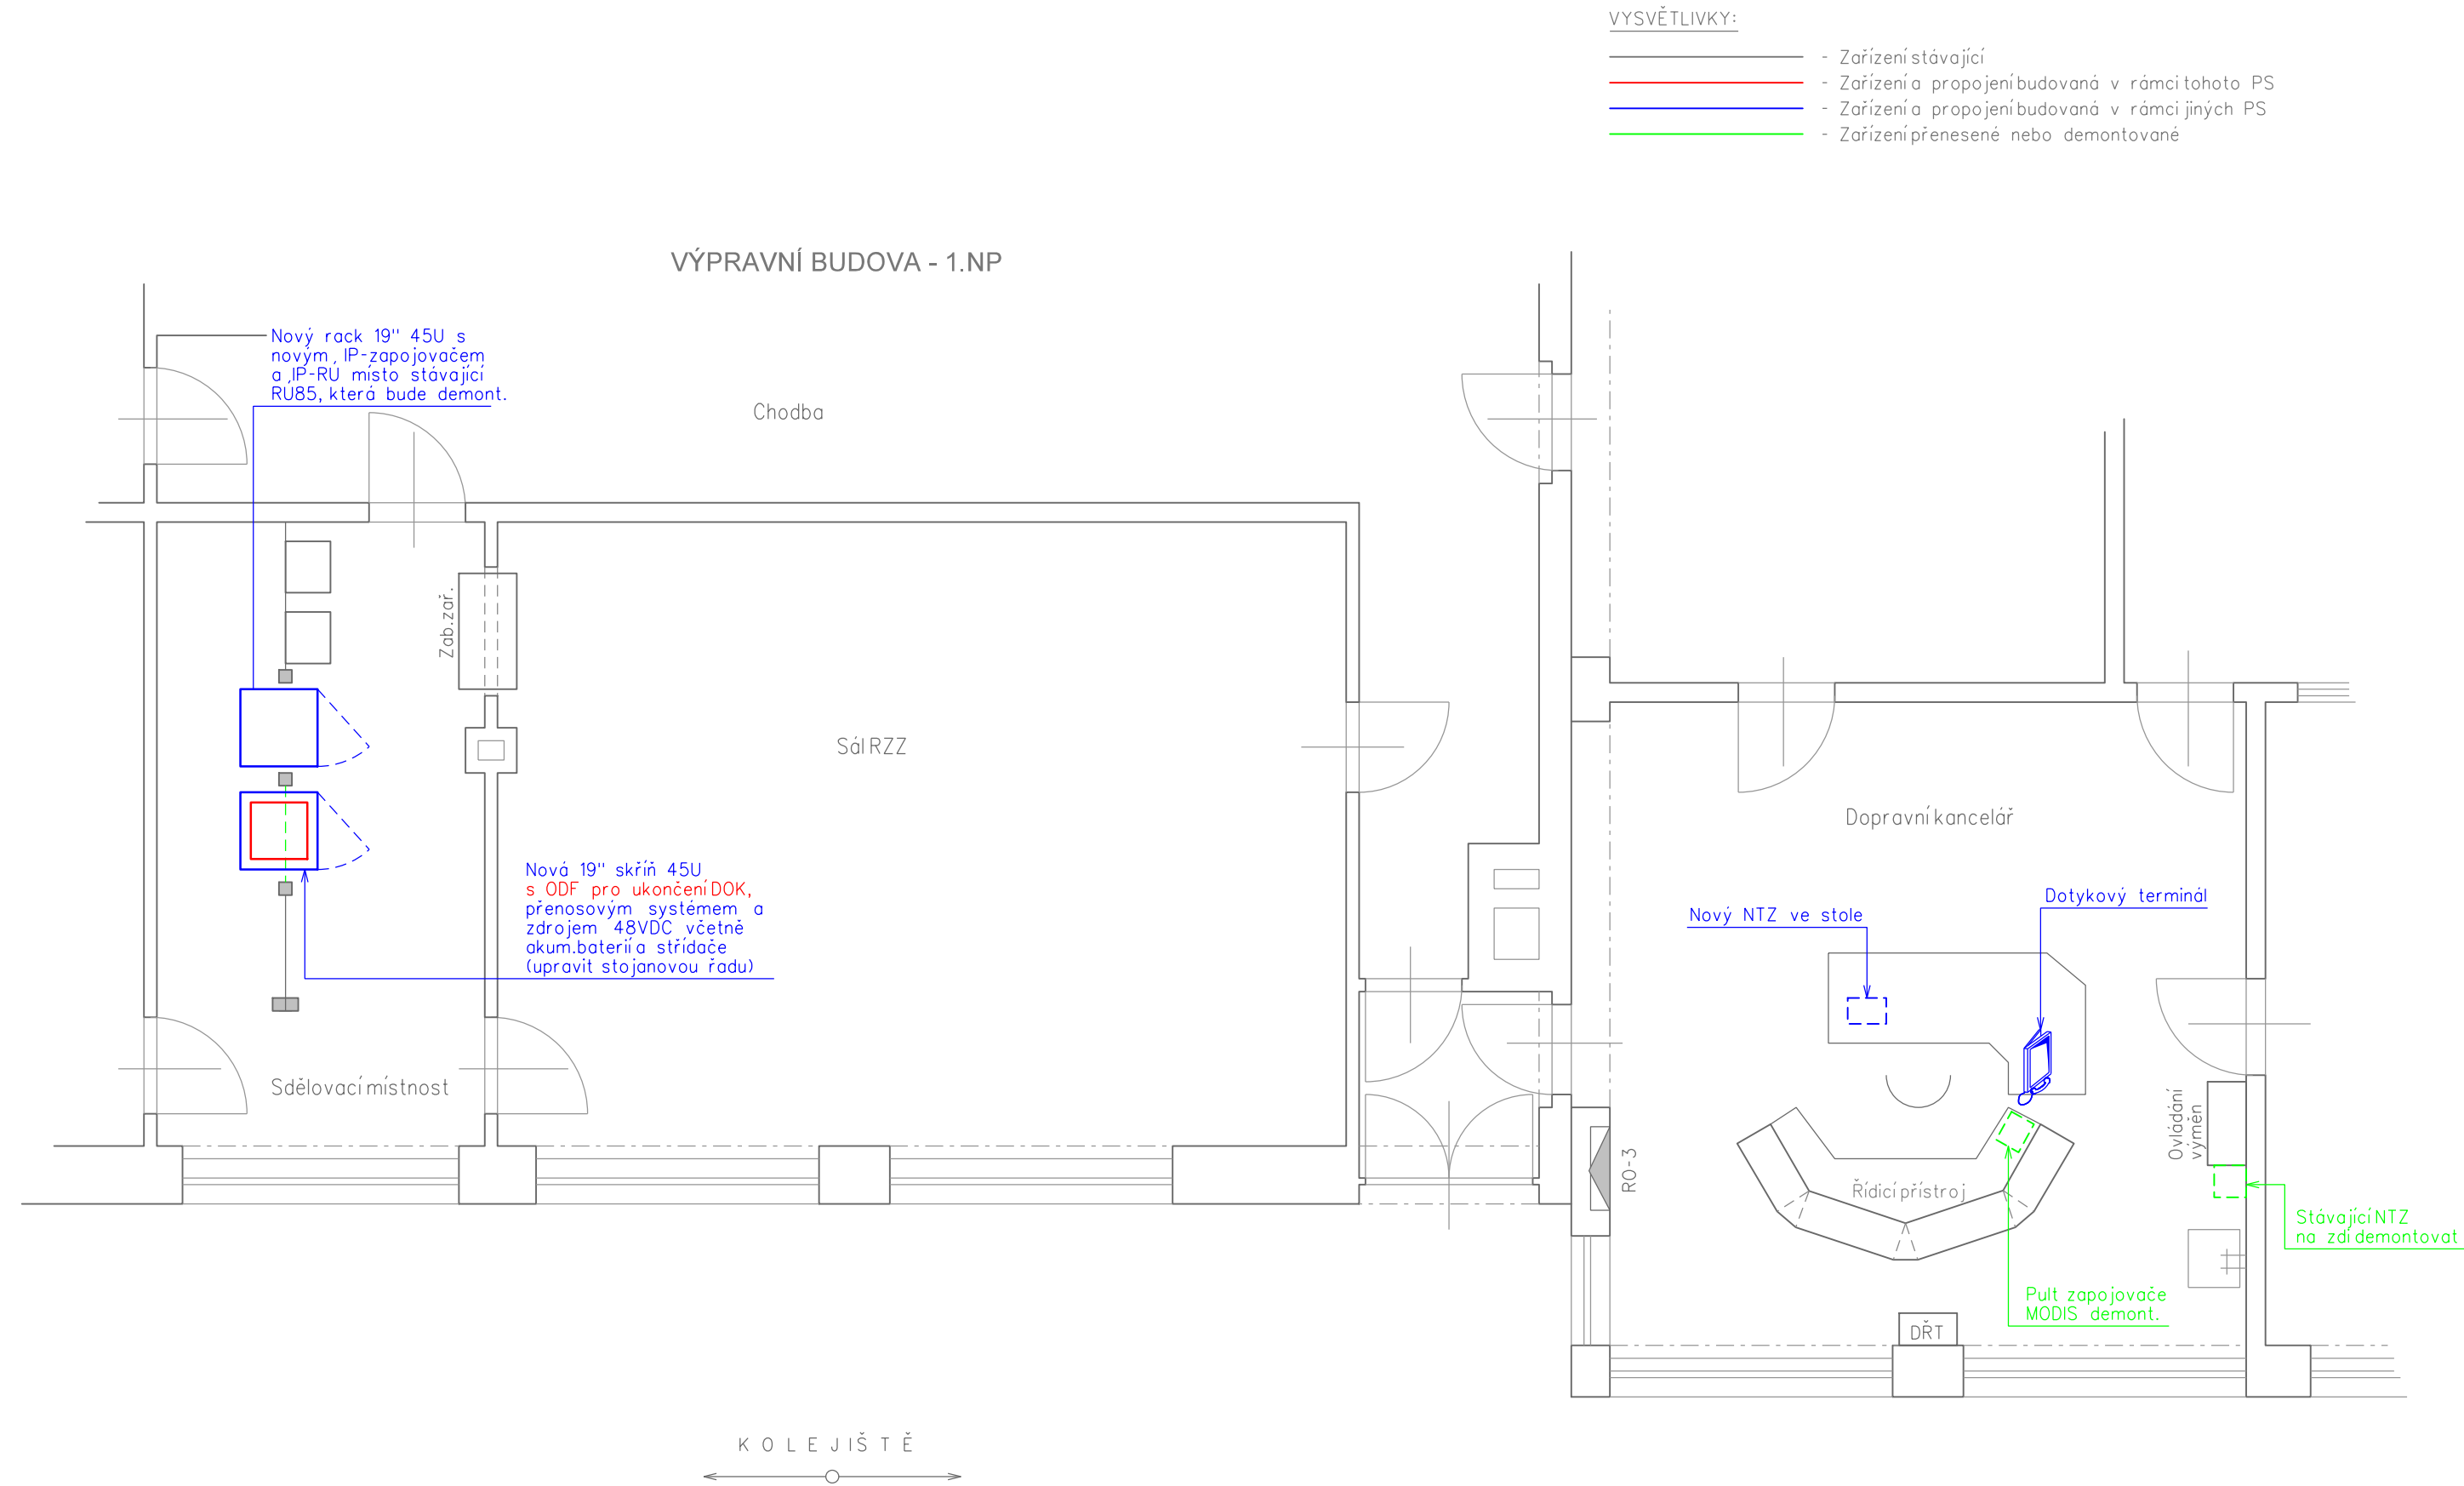 VYSVĚTLIVKY:
- Zařízení stávající
- Zařízení a propojení budovaná v rámci tohoto PS
- Zařízení a propojení budovaná v rámci jiných PS
- Zařízení přenesené nebo demontované
VÝPRAVNÍ BUDOVA - 1.NP
Nový rack 19" 45U s
novým IP-zapojovačem
a IP-RÚ místo stávající
RÚ85, která bude demont.
Chodba
Zab.zař.
Sál RZZ
Dopravní kancelář
Nová 19" skříň 45U
s ODF pro ukončení DOK,
přenosovým systémem a
zdrojem 48VDC včetně
akum.baterií a střídače
(upravit stojanovou řadu)
Dotykový terminál
Nový NTZ ve stole
Sdělovací místnost
Ovládání
výměn
RO-3
Řídicí přístroj
Stávající NTZ
na zdi demontovat
Pult zapojovače
MODIS demont.
DŘT
KOLEJIŠTĚ